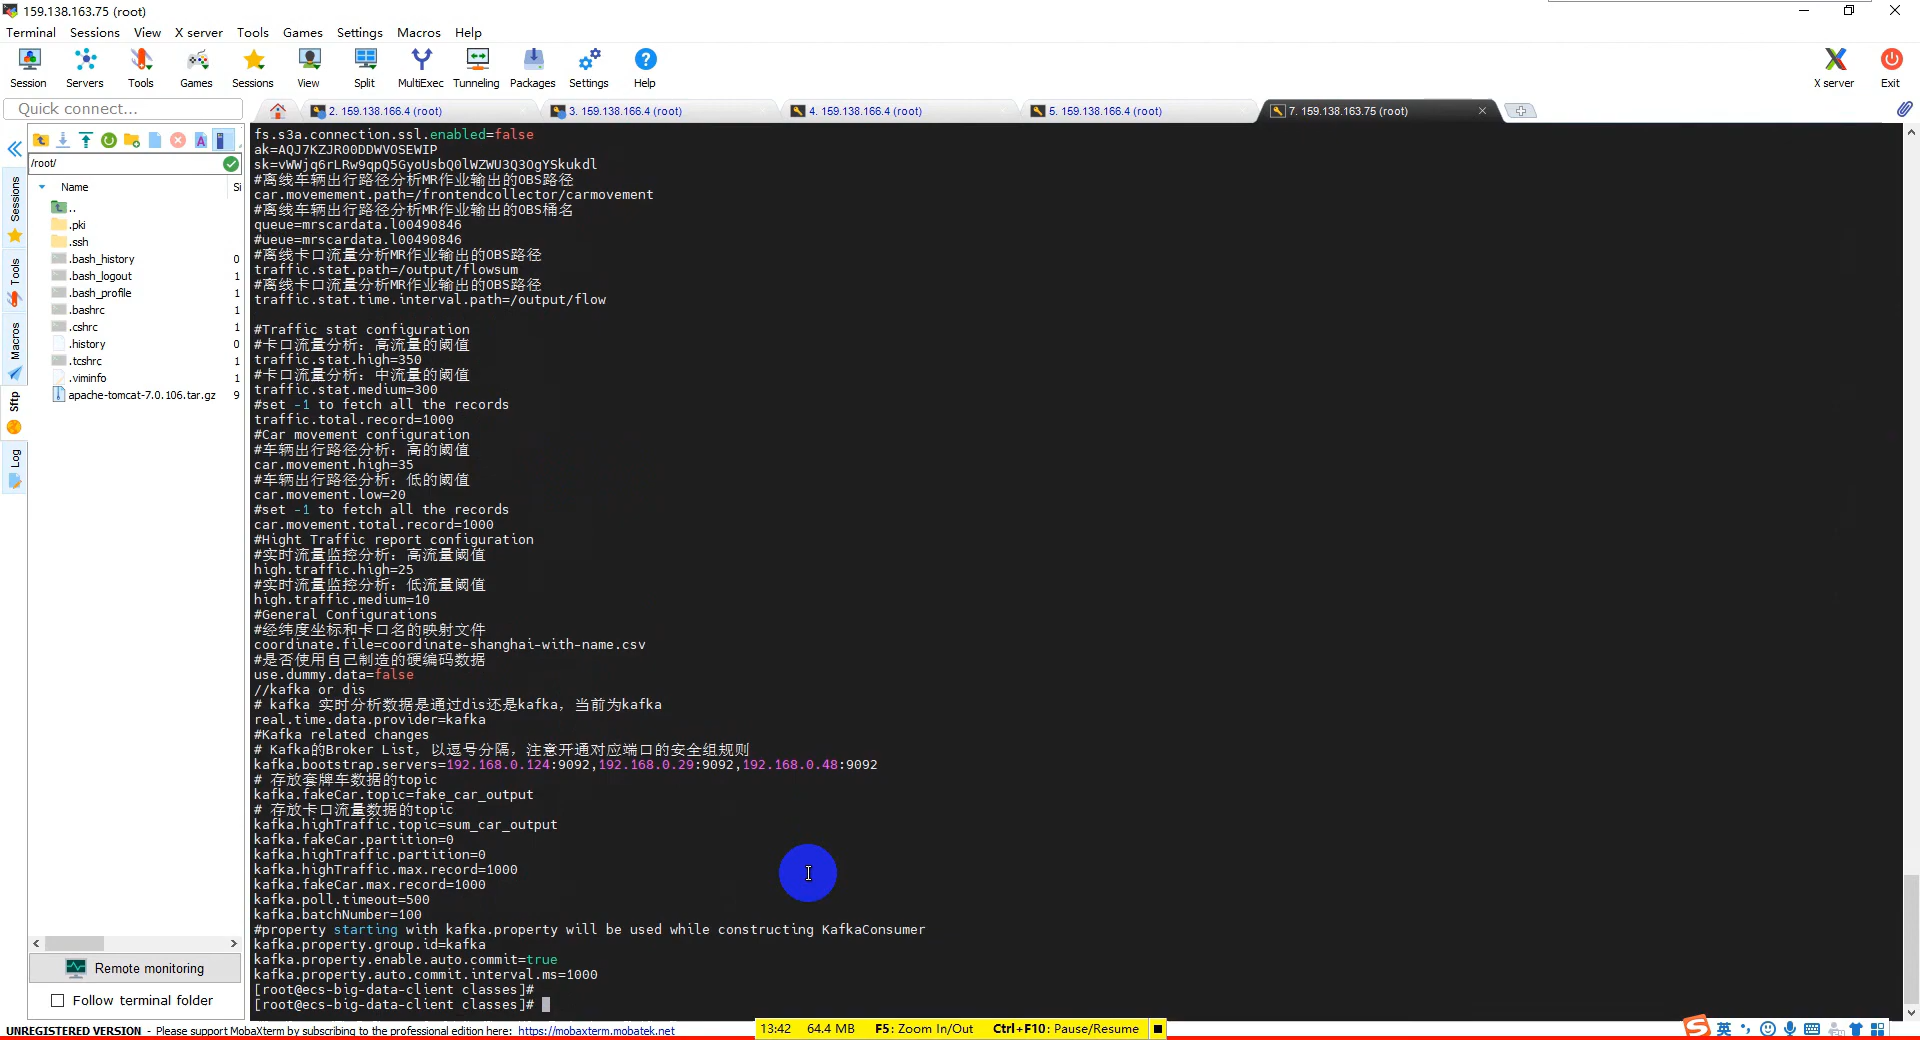 159.138.163.75 (root)
Terminal Sessions View X server Tools Games Settings Macros Help
Session Servers Tools Games Sessions View Split MultiExec Tunneling Packages Settings Help X server Exit
Quick connect...
2. 159.138.166.4 (root)
3. 159.138.166.4 (root)
4. 159.138.166.4 (root)
5. 159.138.166.4 (root)
7. 159.138.163.75 (root)
/root/
Name Si
..
.pki
.ssh
.bash_history 0
.bash_logout 1
.bash_profile 1
.bashrc 1
.cshrc 1
.history 0
.tcshrc 1
.viminfo 1
apache-tomcat-7.0.106.tar.gz 9
Sessions
Tools
Macros
Sftp
Log
Remote monitoring
Follow terminal folder
fs.s3a.connection.ssl.enabled=false
ak=AQJ7KZJR00DDWVOSEWIP
sk=vWWjq6rLRw9qpQ5GyoUsbQ0lWZWU3Q3OgYSkukdl
#离线车辆出行路径分析MR作业输出的OBS路径
car.movemement.path=/frontendcollector/carmovement
#离线车辆出行路径分析MR作业输出的OBS桶名
queue=mrscardata.l00490846
#ueue=mrscardata.l00490846
#离线卡口流量分析MR作业输出的OBS路径
traffic.stat.path=/output/flowsum
#离线卡口流量分析MR作业输出的OBS路径
traffic.stat.time.interval.path=/output/flow
#Traffic stat configuration
#卡口流量分析: 高流量的阈值
traffic.stat.high=350
#卡口流量分析: 中流量的阈值
traffic.stat.medium=300
#set -1 to fetch all the records
traffic.total.record=1000
#Car movement configuration
#车辆出行路径分析: 高的阈值
car.movement.high=35
#车辆出行路径分析: 低的阈值
car.movement.low=20
#set -1 to fetch all the records
car.movement.total.record=1000
#Hight Traffic report configuration
#实时流量监控分析: 高流量阈值
high.traffic.high=25
#实时流量监控分析: 低流量阈值
high.traffic.medium=10
#General Configurations
#经纬度坐标和卡口名的映射文件
coordinate.file=coordinate-shanghai-with-name.csv
#是否使用自己制造的硬编码数据
use.dummy.data=false
//kafka or dis
# kafka 实时分析数据是通过dis还是kafka, 当前为kafka
real.time.data.provider=kafka
#Kafka related changes
# Kafka的Broker List, 以逗号分隔, 注意开通对应端口的安全组规则
kafka.bootstrap.servers=192.168.0.124:9092,192.168.0.29:9092,192.168.0.48:9092
# 存放套牌车数据的topic
kafka.fakeCar.topic=fake_car_output
# 存放卡口流量数据的topic
kafka.highTraffic.topic=sum_car_output
kafka.fakeCar.partition=0
kafka.highTraffic.partition=0
kafka.highTraffic.max.record=1000
kafka.fakeCar.max.record=1000
kafka.poll.timeout=500
kafka.batchNumber=100
#property starting with kafka.property will be used while constructing KafkaConsumer
kafka.property.group.id=kafka
kafka.property.enable.auto.commit=true
kafka.property.auto.commit.interval.ms=1000
[root@ecs-big-data-client classes]#
[root@ecs-big-data-client classes]#
UNREGISTERED VERSION - Please support MobaXterm by subscribing to the professional edition here: https://mobaxterm.mobatek.net
13:42 64.4 MB F5: Zoom In/Out Ctrl+F10: Pause/Resume
英